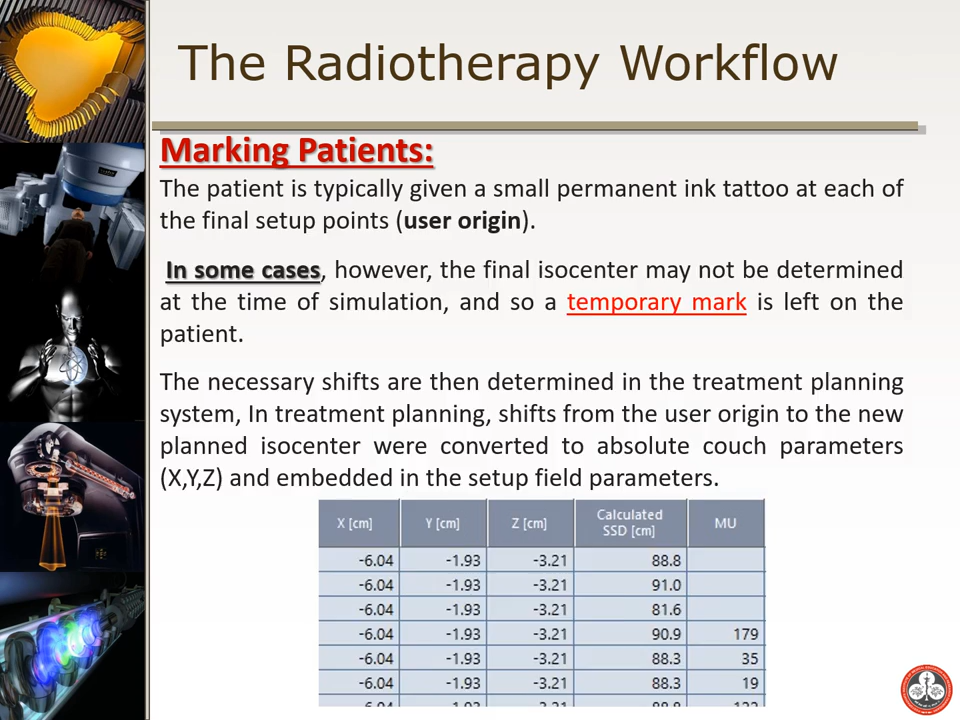 The Radiotherapy Workflow
Marking Patients:
The patient is typically given a small permanent ink tattoo at each of
the final setup points (user origin).
In some cases, however, the final isocenter may not be determined
at the time of simulation, and so a temporary mark is left on the
patient.
The necessary shifts are then determined in the treatment planning
system, In treatment planning, shifts from the user origin to the new
planned isocenter were converted to absolute couch parameters
(X,Y,Z) and embedded in the setup field parameters.
X [cm] Y [cm] Z [cm] Calculated SSD [cm] MU
-6.04 -1.93 -3.21 88.8
-6.04 -1.93 -3.21 91.0
-6.04 -1.93 -3.21 81.6
-6.04 -1.93 -3.21 90.9 179
-6.04 -1.93 -3.21 88.3 35
-6.04 -1.93 -3.21 88.3 19